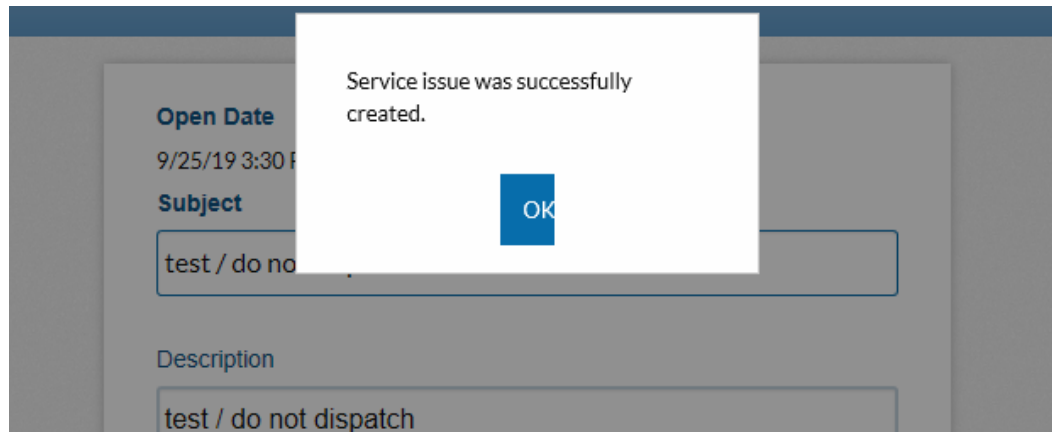 Service issue was successfully
created.
OK
Open Date
9/25/19 3:30
Subject
test / do no
Description
test / do not dispatch